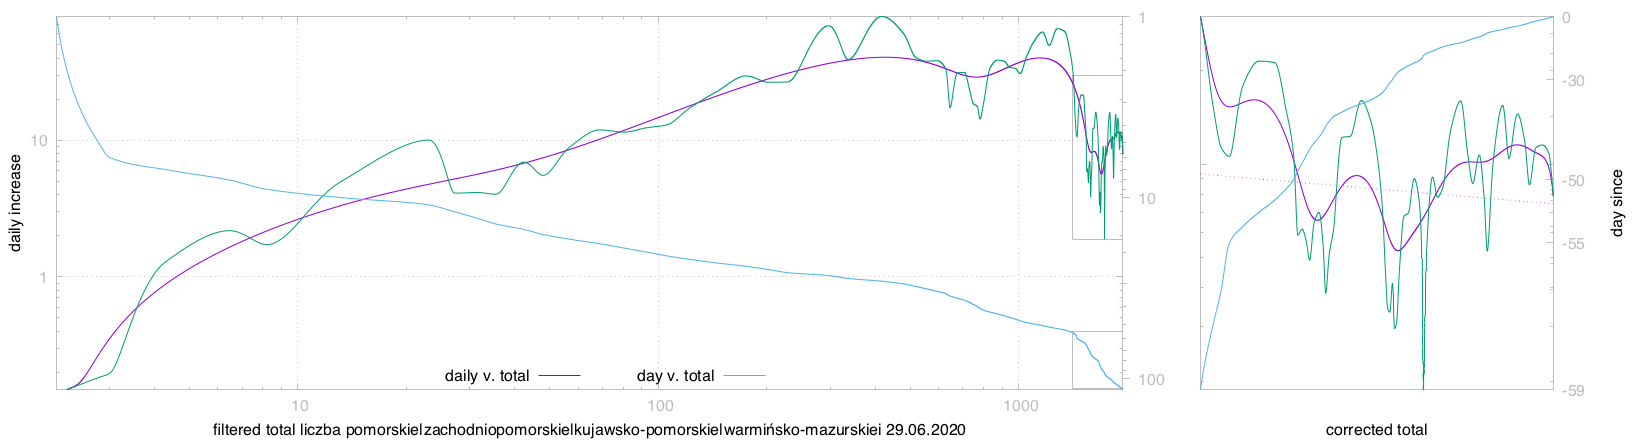 1
0
-30
10
-50
10
-55
1
daily increase
day since
daily v. total
day v. total
100
-59
10
100
1000
filtered total liczba pomorskie|zachodniopomorskie|kujawsko-pomorskie|warmińsko-mazurskiei 29.06.2020
corrected total